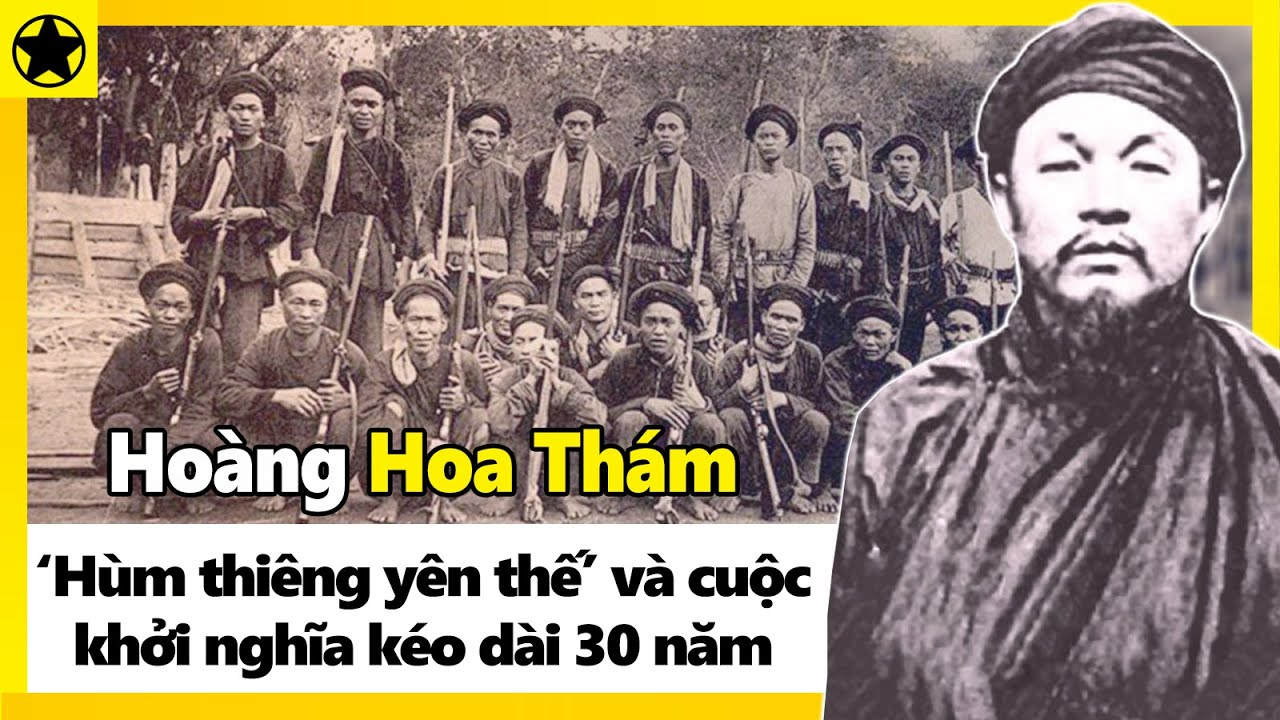 Hoàng Hoa Thám
‘Hùm thiêng yên thế’ và cuộc
khởi nghĩa kéo dài 30 năm